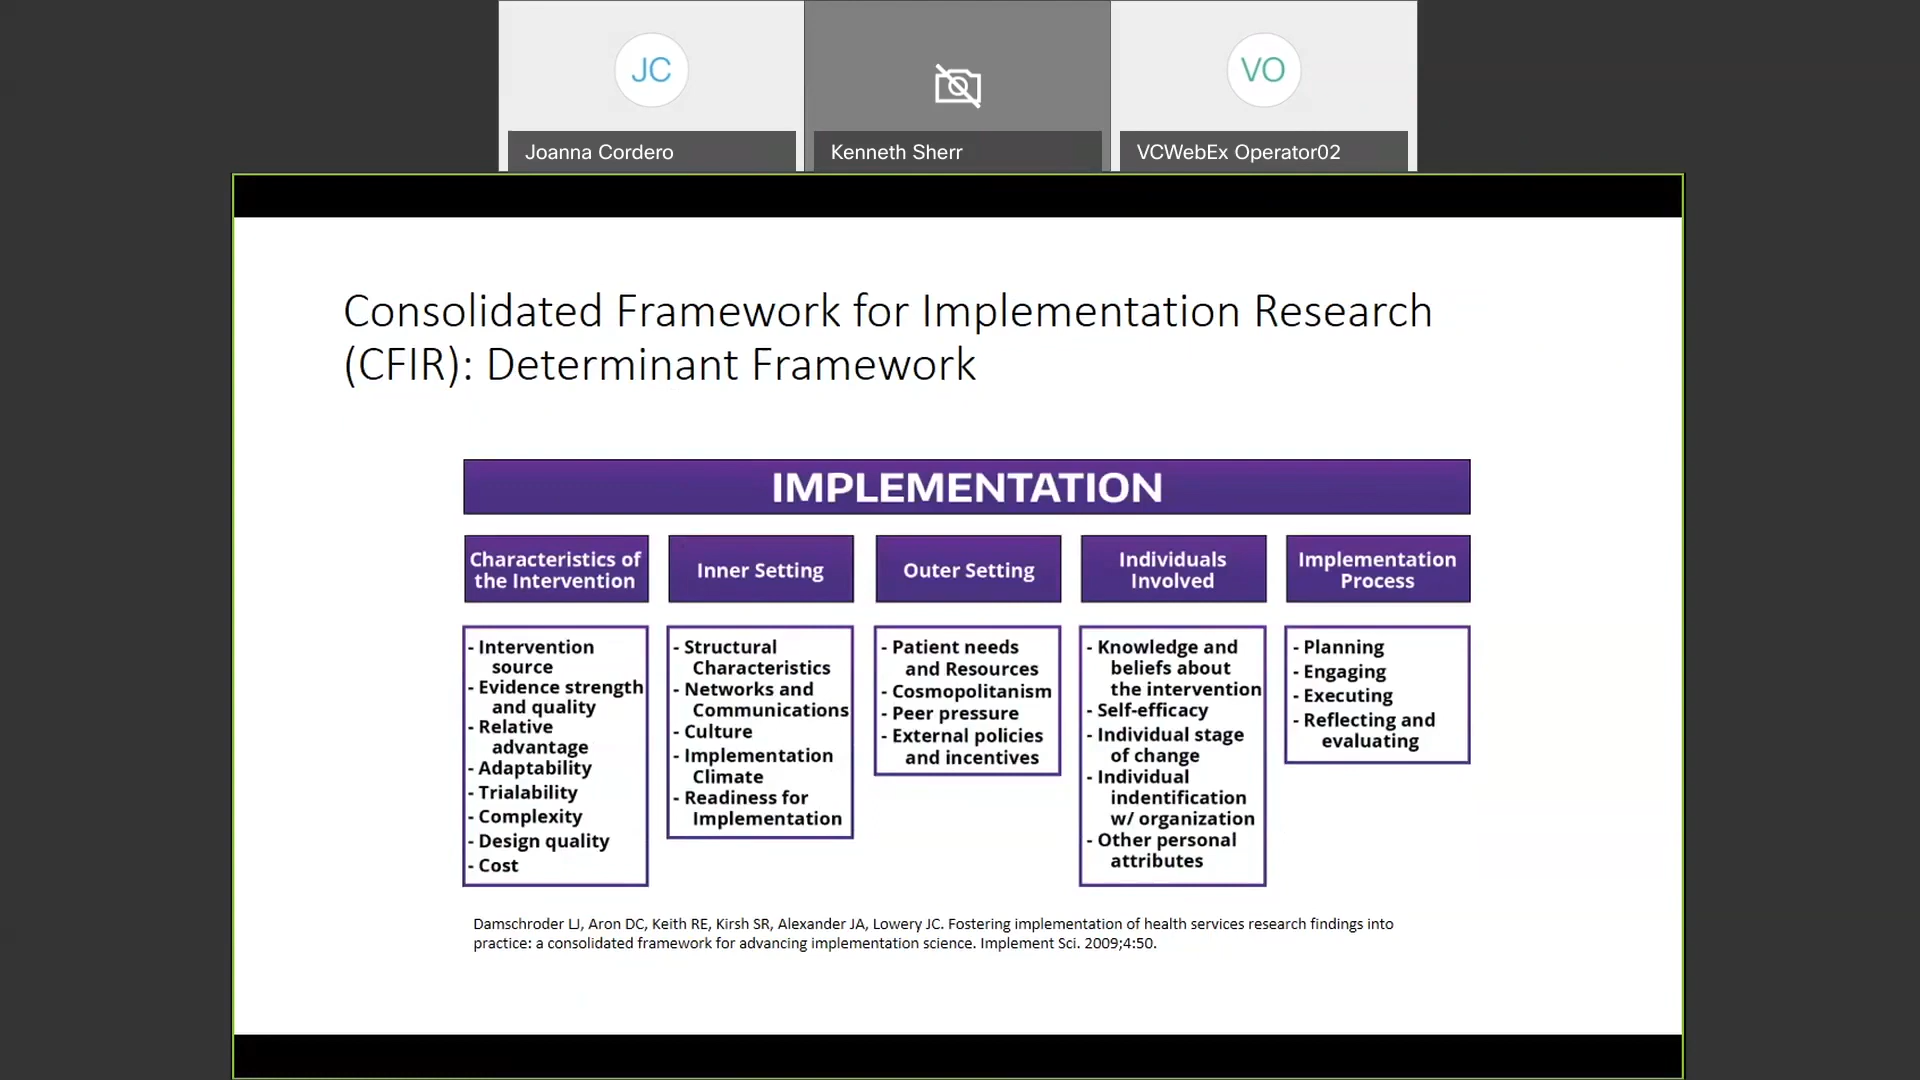 JC
VO
Joanna Cordero
Kenneth Sherr
VCWebEx Operator02
Consolidated Framework for Implementation Research
(CFIR): Determinant Framework
IMPLEMENTATION
Characteristics of
the Intervention
- Intervention
source
- Evidence strength
and quality
- Relative
advantage
- Adaptability
- Trialability
- Complexity
- Design quality
- Cost
Inner Setting
- Structural
Characteristics
- Networks and
Communications
- Culture
- Implementation
Climate
- Readiness for
Implementation
Outer Setting
- Patient needs
and Resources
- Cosmopolitanism
- Peer pressure
- External policies
and incentives
Individuals
Involved
- Knowledge and
beliefs about
the intervention
- Self-efficacy
- Individual stage
of change
- Individual
indentification
w/ organization
- Other personal
attributes
Implementation
Process
- Planning
- Engaging
- Executing
- Reflecting and
evaluating
Damschroder LJ, Aron DC, Keith RE, Kirsh SR, Alexander JA, Lowery JC. Fostering implementation of health services research findings into
practice: a consolidated framework for advancing implementation science. Implement Sci. 2009;4:50.